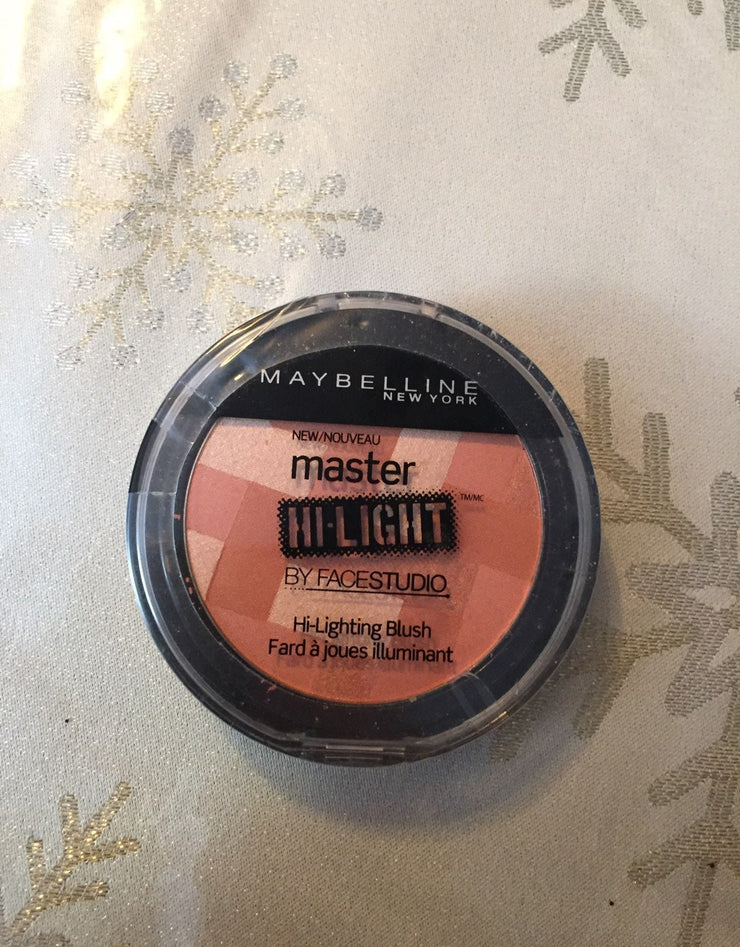 MAYBELLINE
NEW YORK
NEW/NOUVEAU
master
HI·LIGHT TM/MC
BY FACESTUDIO
Hi-Lighting Blush
Fard à joues illuminant